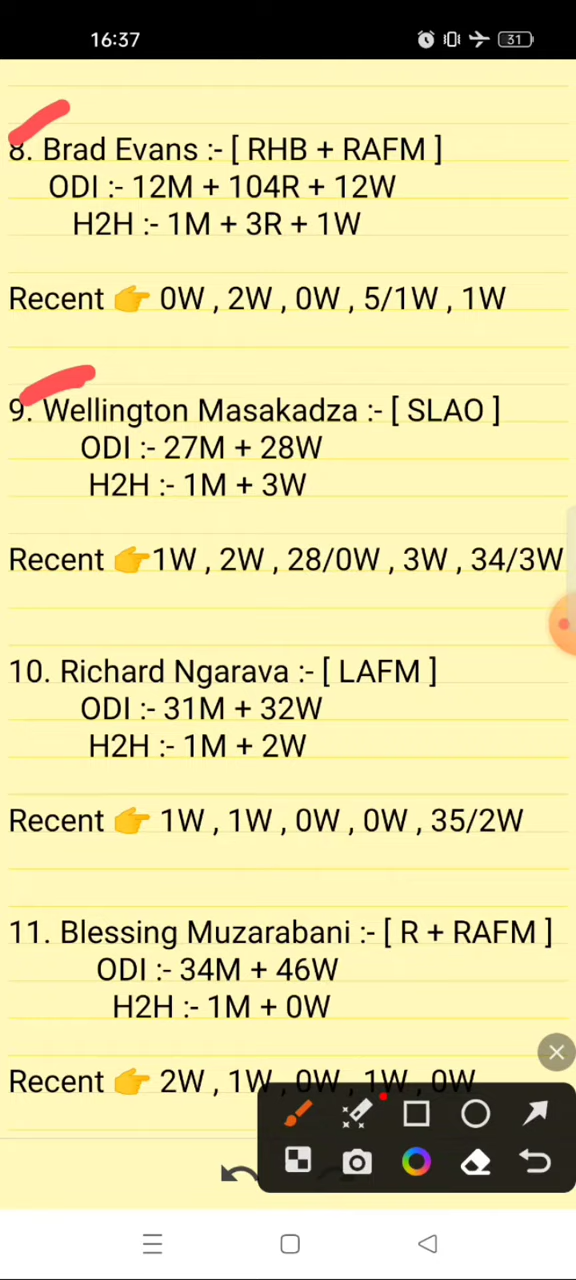 16:37
31
8. Brad Evans :- [ RHB + RAFM ]
ODI :- 12M + 104R + 12W
H2H :- 1M + 3R + 1W
Recent 👉 0W , 2W , 0W , 5/1W , 1W
9. Wellington Masakadza :- [ SLAO ]
ODI :- 27M + 28W
H2H :- 1M + 3W
Recent 👉1W , 2W , 28/0W , 3W , 34/3W
10. Richard Ngarava :- [ LAFM ]
ODI :- 31M + 32W
H2H :- 1M + 2W
Recent 👉 1W , 1W , 0W , 0W , 35/2W
11. Blessing Muzarabani :- [ R + RAFM ]
ODI :- 34M + 46W
H2H :- 1M + 0W
Recent 👉 2W , 1W , 0W , 1W , 0W